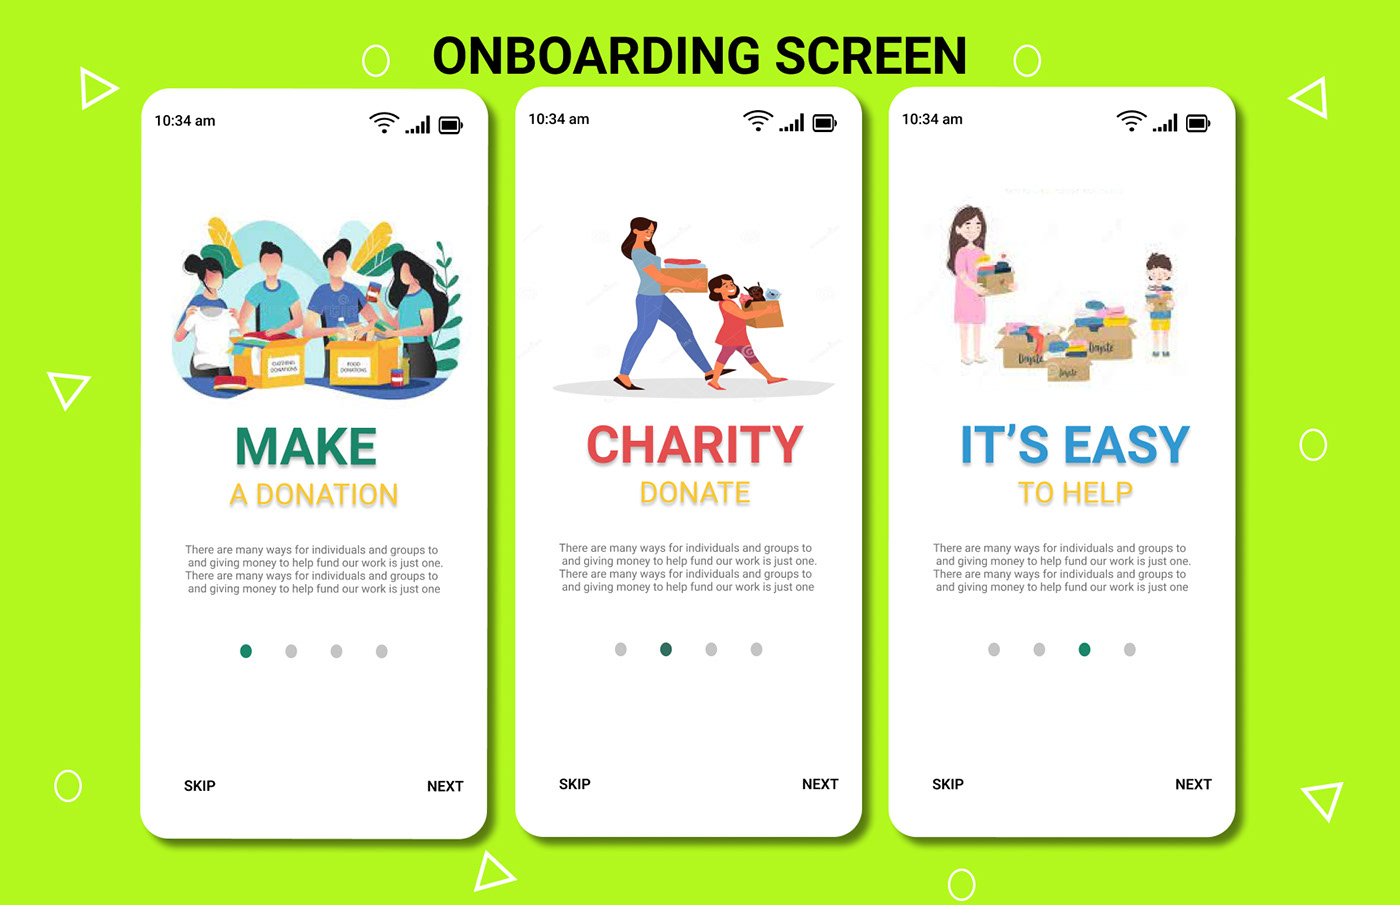 ONBOARDING SCREEN
10:34 am
CLOTHING
DONATIONS
FOOD
DONATIONS
MAKE
A DONATION
There are many ways for individuals and groups to
and giving money to help fund our work is just one.
There are many ways for individuals and groups to
and giving money to help fund our work is just one
SKIP
NEXT
10:34 am
CHARITY
DONATE
There are many ways for individuals and groups to
and giving money to help fund our work is just one.
There are many ways for individuals and groups to
and giving money to help fund our work is just one
SKIP
NEXT
10:34 am
Donate
Donate
Donate
IT'S EASY
TO HELP
There are many ways for individuals and groups to
and giving money to help fund our work is just one.
There are many ways for individuals and groups to
and giving money to help fund our work is just one
SKIP
NEXT